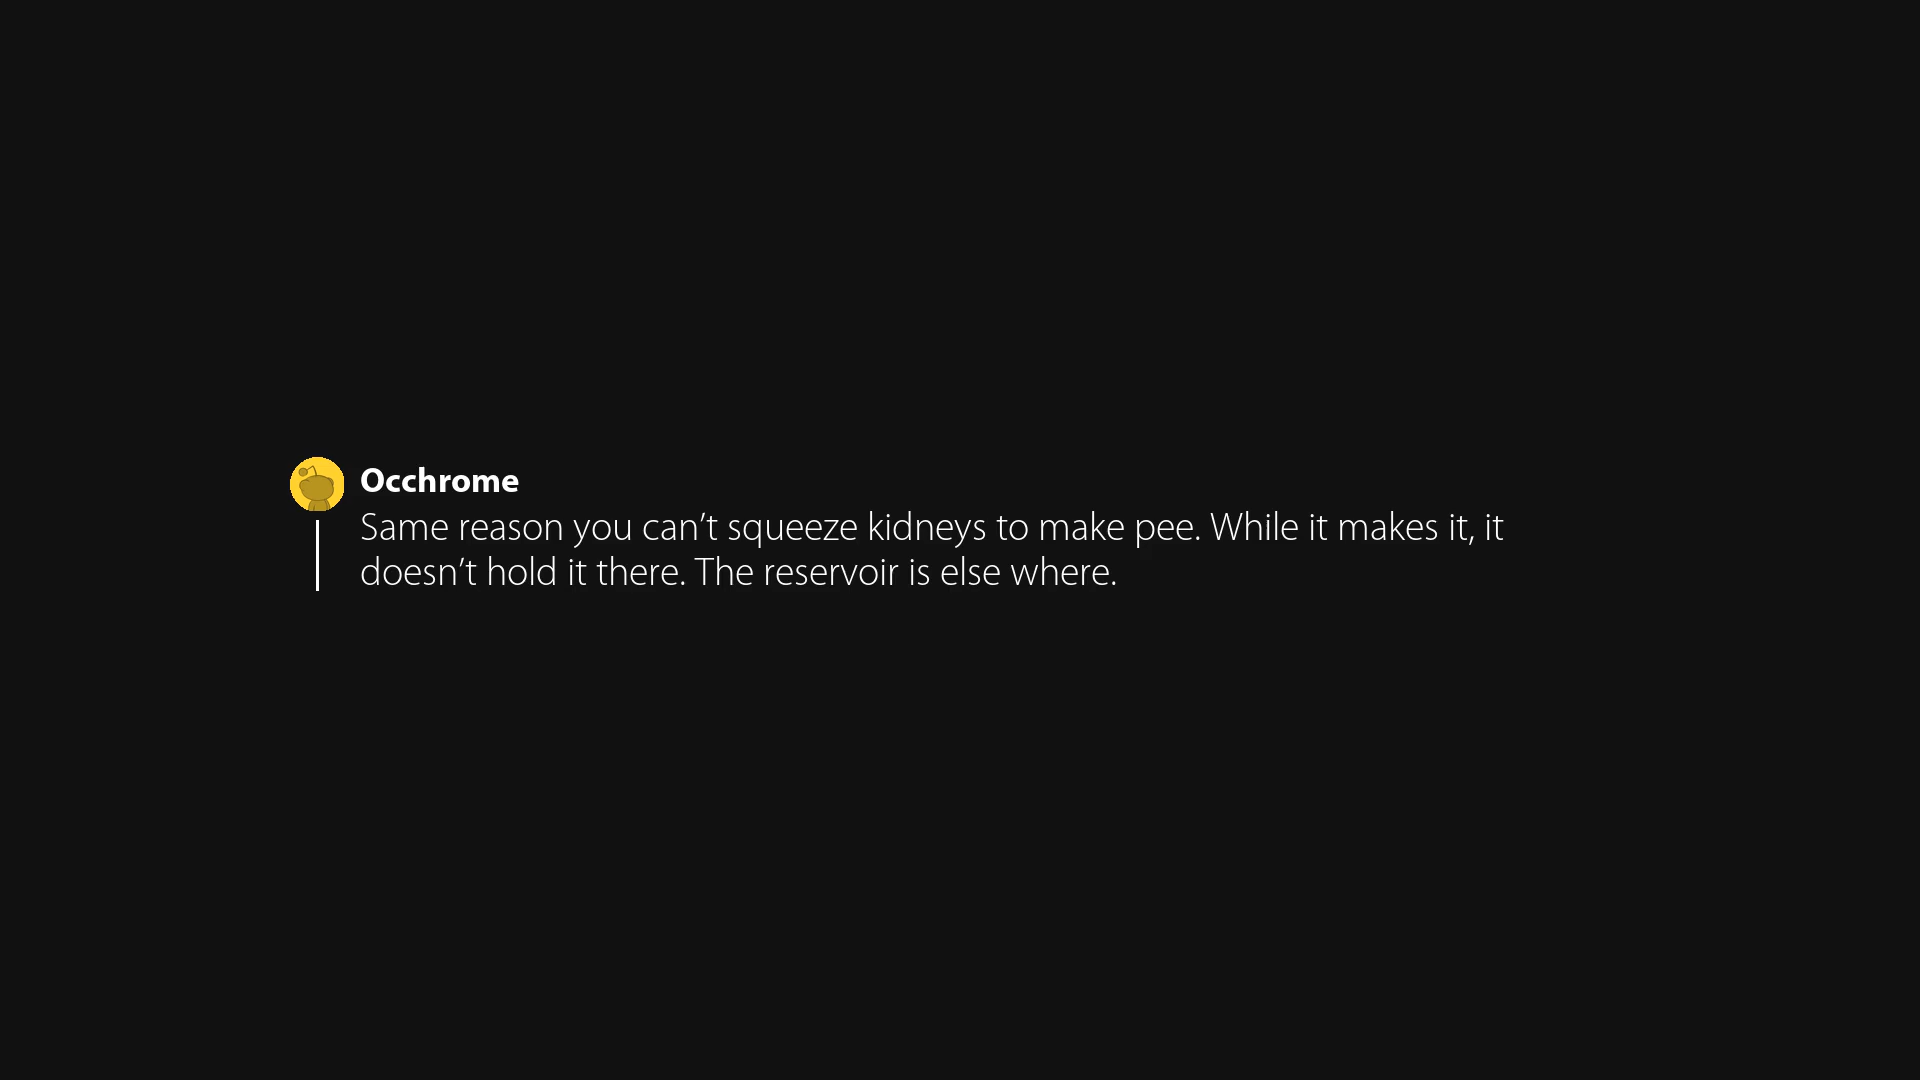 Occhrome
Same reason you can’t squeeze kidneys to make pee. While it makes it, it
doesn’t hold it there. The reservoir is else where.